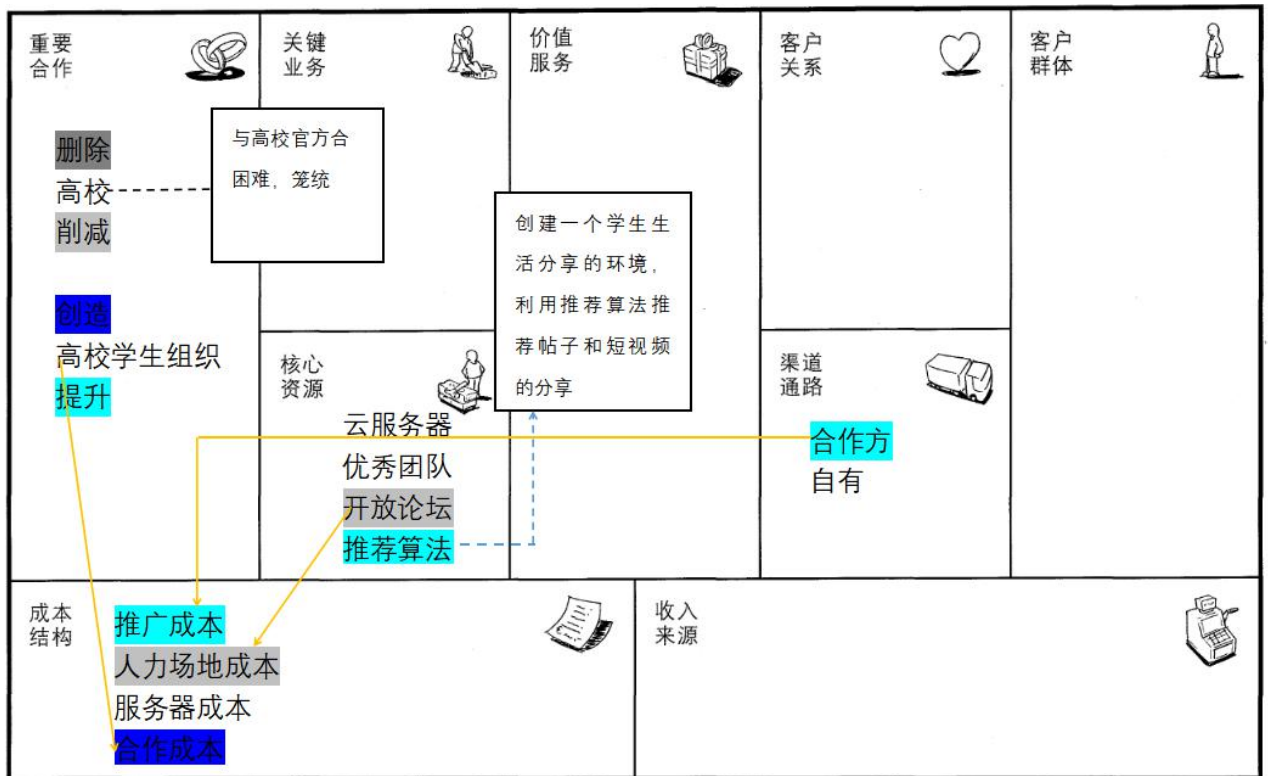 重要
合作
关键
业务
价值
服务
客户
关系
客户
群体
删除
高校
削减
创造
高校学生组织
提升
与高校官方合
困难，笼统
创建一个学生生
活分享的环境，
利用推荐算法推
荐帖子和短视频
的分享
核心
资源
云服务器
优秀团队
开放论坛
推荐算法
渠道
通路
合作方
自有
成本
结构
推广成本
人力场地成本
服务器成本
合作成本
收入
来源